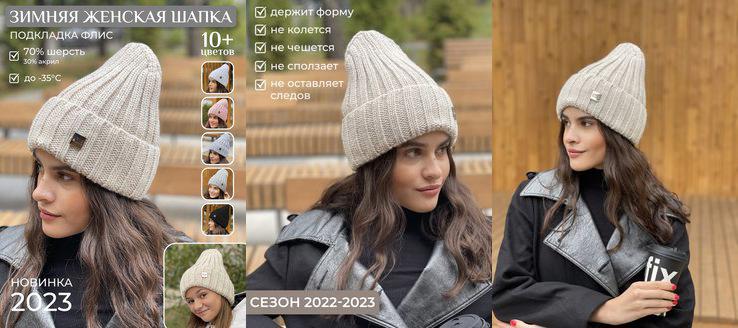 ЗИМНЯЯ ЖЕНСКАЯ ШАПКА
ПОДКЛАДКА ФЛИС
70% шерсть
30% акрил
до -35°C
10+
цветов
НОВИНКА
2023
держит форму
не колется
не чешется
не сползает
не оставляет
следов
СЕЗОН 2022-2023
fix